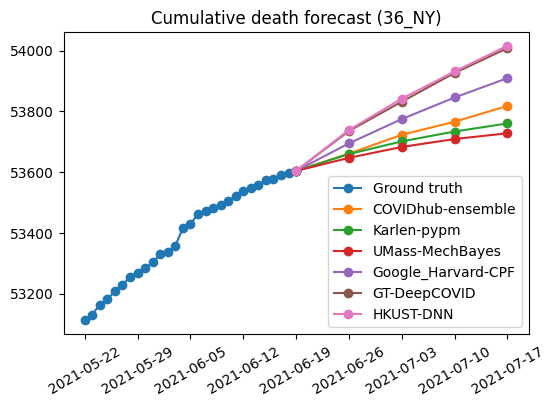 Cumulative death forecast (36_NY)
54000
53800
53600
53400
53200
Ground truth
COVIDhub-ensemble
Karlen-pypm
UMass-MechBayes
Google_Harvard-CPF
GT-DeepCOVID
HKUST-DNN
2021-05-22
2021-05-29
2021-06-05
2021-06-12
2021-06-19
2021-06-26
2021-07-03
2021-07-10
2021-07-17